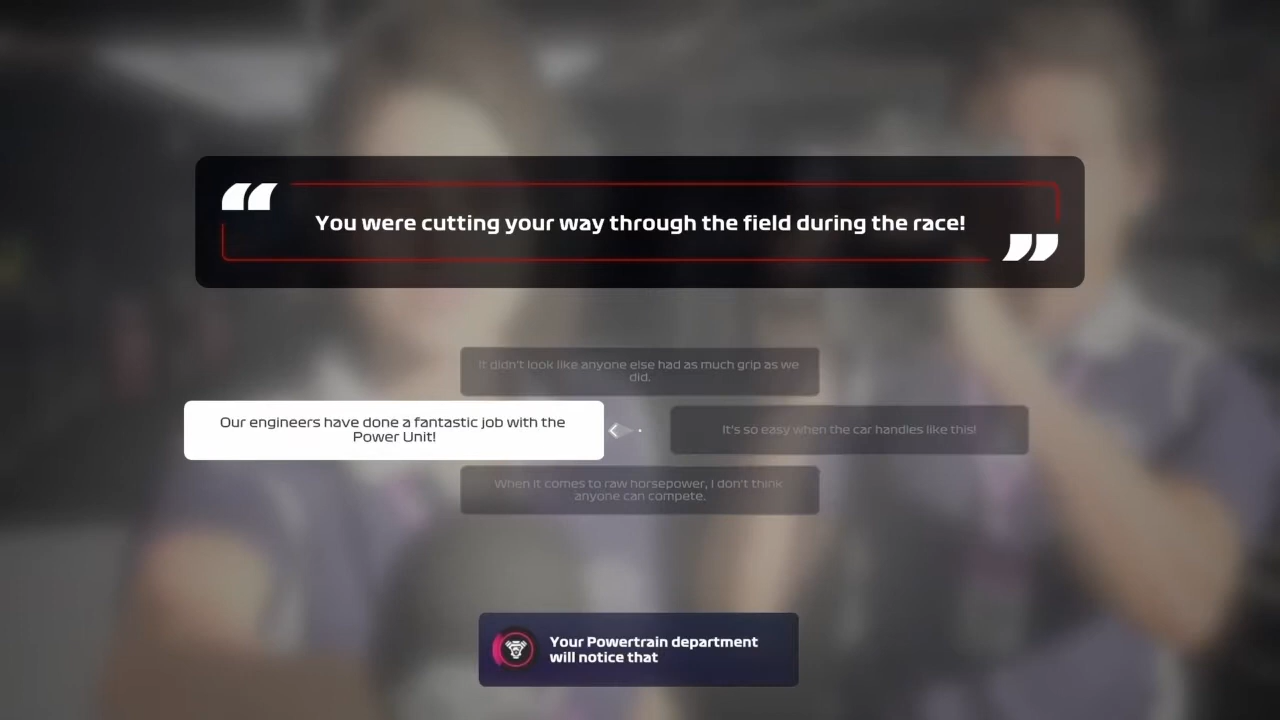 You were cutting your way through the field during the race!
It didn't look like anyone else had as much grip as we
did.
Our engineers have done a fantastic job with the
Power Unit!
It's so easy when the car handles like this!
When it comes to raw horsepower, I don't think
anyone can compete.
Your Powertrain department
will notice that